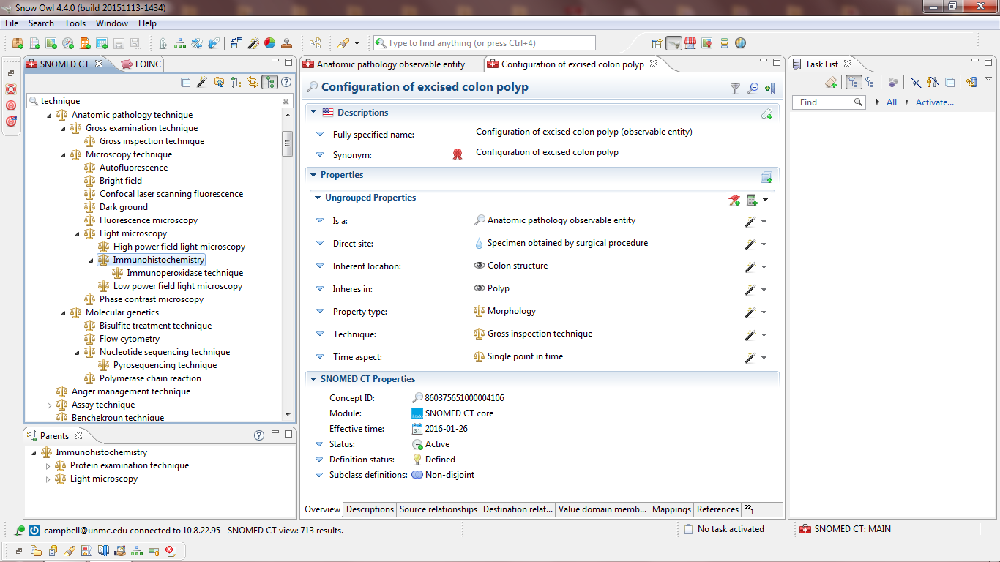 Snow Owl 4.4.0 (build 20151113-1434)
File Search Tools Window Help
Type to find anything (or press Ctrl+4)
SNOMED CT
LOINC
technique
Anatomic pathology technique
Gross examination technique
Gross inspection technique
Microscopy technique
Autofluorescence
Bright field
Confocal laser scanning fluorescence
Dark ground
Fluorescence microscopy
Light microscopy
High power field light microscopy
Immunohistochemistry
Immunoperoxidase technique
Low power field light microscopy
Phase contrast microscopy
Molecular genetics
Bisulfite treatment technique
Flow cytometry
Nucleotide sequencing technique
Pyrosequencing technique
Polymerase chain reaction
Anger management technique
Assay technique
Benchekroun technique
Parents
Immunohistochemistry
Protein examination technique
Light microscopy
Anatomic pathology observable entity
Configuration of excised colon polyp
Configuration of excised colon polyp
Descriptions
Fully specified name: Configuration of excised colon polyp (observable entity)
Synonym: Configuration of excised colon polyp
Properties
Ungrouped Properties
Is a: Anatomic pathology observable entity
Direct site: Specimen obtained by surgical procedure
Inherent location: Colon structure
Inheres in: Polyp
Property type: Morphology
Technique: Gross inspection technique
Time aspect: Single point in time
SNOMED CT Properties
Concept ID: 860375651000004106
Module: SNOMED CT core
Effective time: 31 2016-01-26
Status: Active
Definition status: Defined
Subclass definitions: Non-disjoint
Overview Descriptions Source relationships Destination relat... Value domain memb... Mappings References »1
Task List
Find All Activate...
campbell@unmc.edu connected to 10.8.22.95 SNOMED CT view: 713 results.
No task activated
SNOMED CT: MAIN